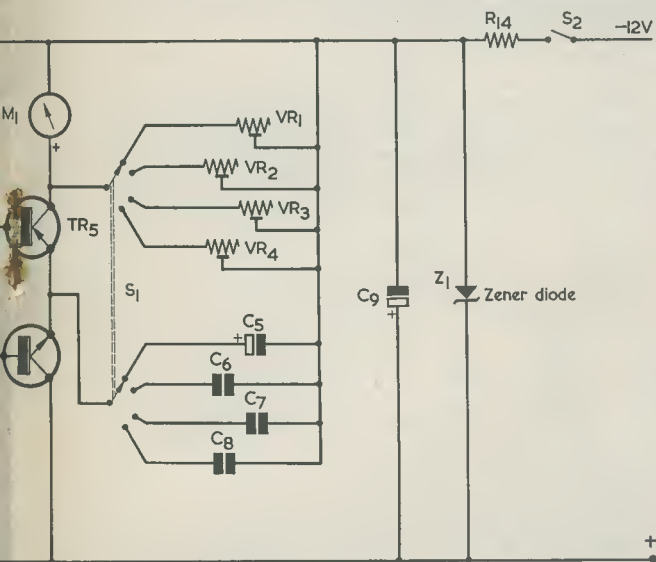 R14
S2
-12V
M1
+
VR1
VR2
TR5
VR3
VR4
S1
Z1
Zener diode
C9
+
C5
+
C6
C7
C8
+